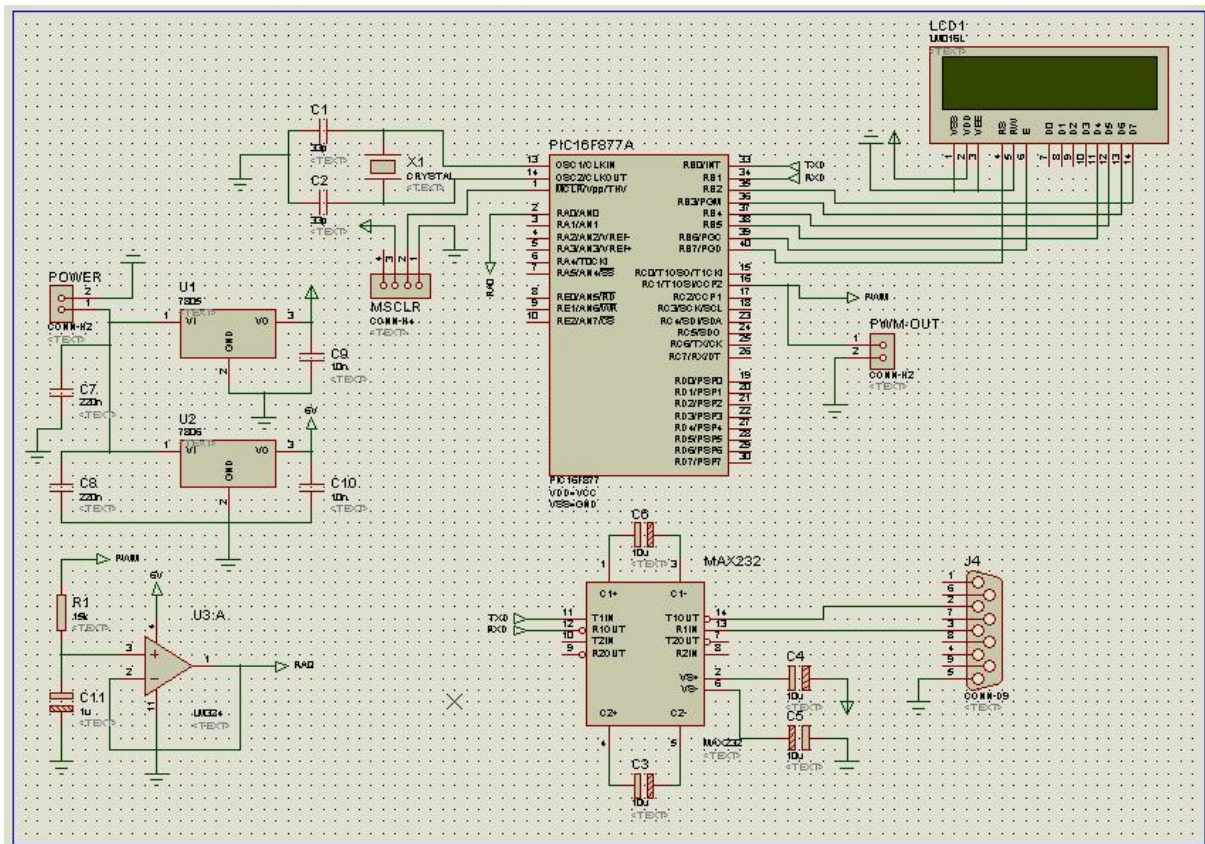 LCD1
LM016L
<TEXT>
VSS
VDD
VEE
RS
RW
E
D0
D1
D2
D3
D4
D5
D6
D7
1
2
3
4
5
6
7
8
9
10
11
12
13
14
C1
33p
<TEXT>
X1
CRYSTAL
<TEXT>
C2
33p
<TEXT>
RA0
4
3
2
1
MSCLR
CONN-H4
<TEXT>
PIC16F877A
13 OSC1/CLKIN
14 OSC2/CLKOUT
1 MCLR/Vpp/THV
2 RA0/AN0
3 RA1/AN1
4 RA2/AN2/VREF-
5 RA3/AN3/VREF+
6 RA4/T0CKI
7 RA5/AN4/SS
8 RE0/AN5/RD
9 RE1/AN6/WR
10 RE2/AN7/CS
RB0/INT 33
RB1 34
RB2 35
RB3/PGM 36
RB4 37
RB5 38
RB6/PGC 39
RB7/PGD 40
RC0/T1OSO/T1CKI 15
RC1/T1OSI/CCP2 16
RC2/CCP1 17
RC3/SCK/SCL 18
RC4/SDI/SDA 23
RC5/SDO 24
RC6/TX/CK 25
RC7/RX/DT 26
RD0/PSP0 19
RD1/PSP1 20
RD2/PSP2 21
RD3/PSP3 22
RD4/PSP4 27
RD5/PSP5 28
RD6/PSP6 29
RD7/PSP7 30
PIC16F877
VDD=VCC
VSS=GND
TXD
RXD
PWM
PWM-OUT
1
2
CONN-H2
<TEXT>
POWER
2
1
CONN-H2
<TEXT>
U1
7805
<TEXT>
1 VI
VO 3
GND
2
C9
10n
<TEXT>
C7
220n
<TEXT>
U2
7806
<TEXT>
6V
1 VI
VO 3
GND
2
C8
220n
<TEXT>
C10
10n
<TEXT>
PWM
6V
R1
15k
<TEXT>
U3:A
3
2
4
1
11
RA0
LM324
<TEXT>
C11
1u
<TEXT>
C6
10u
<TEXT>
MAX232
1
3
C1+
C1-
TXD
RXD
11 T1IN
12 R1OUT
10 T2IN
9 R2OUT
T1OUT 14
R1IN 13
T2OUT 7
R2IN 8
VS+ 2
VS- 6
C2+
C2-
4
5
MAX232
<TEXT>
C3
10u
<TEXT>
C4
10u
<TEXT>
C5
10u
<TEXT>
J4
1
6
2
7
3
8
4
9
5
CONN-D9
<TEXT>